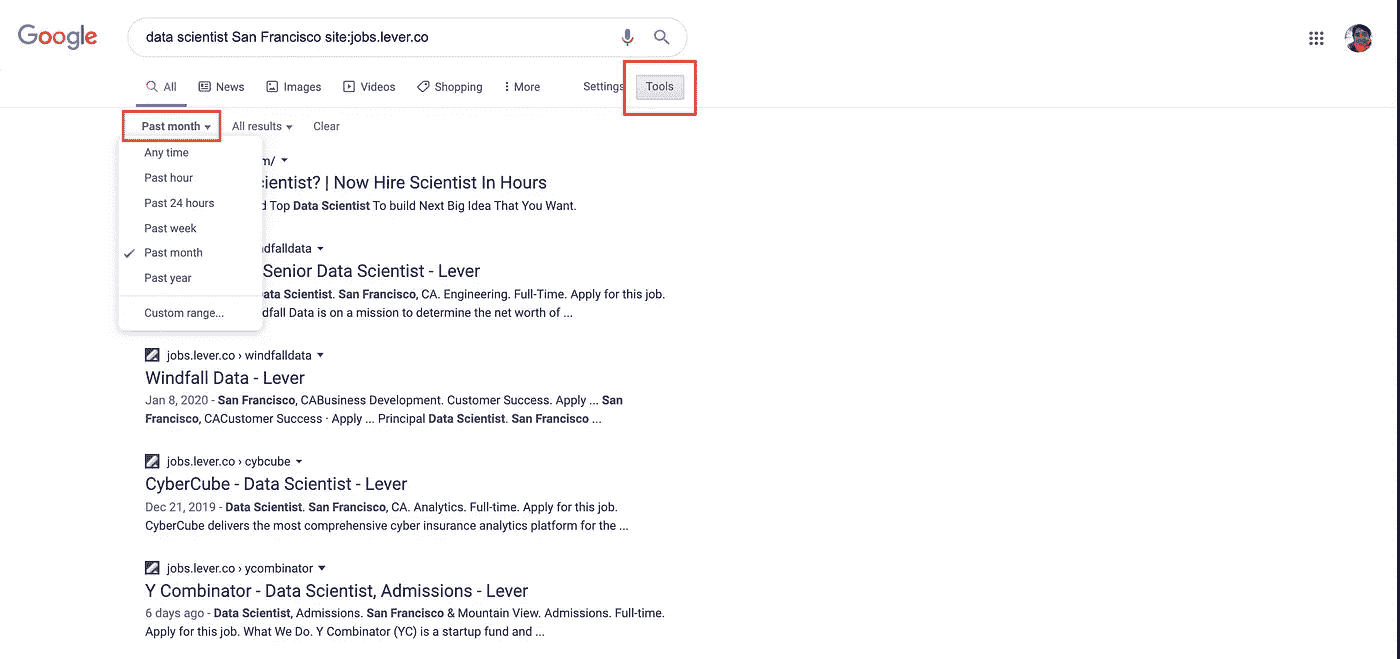 Google
data scientist San Francisco site:jobs.lever.co
All News Images Videos Shopping More Settings Tools
Past month All results Clear
Any time
Past hour
Past 24 hours
Past week
Past month
Past year
Custom range...
m/
cientist? | Now Hire Scientist In Hours
d Top Data Scientist To build Next Big Idea That You Want.
ndfalldata
Senior Data Scientist - Lever
ata Scientist. San Francisco, CA. Engineering. Full-Time. Apply for this job.
dfall Data is on a mission to determine the net worth of ...
jobs.lever.co › windfalldata
Windfall Data - Lever
Jan 8, 2020 - San Francisco, CABusiness Development. Customer Success. Apply ... San
Francisco, CACustomer Success · Apply ... Principal Data Scientist. San Francisco ...
jobs.lever.co › cybcube
CyberCube - Data Scientist - Lever
Dec 21, 2019 - Data Scientist. San Francisco, CA. Analytics. Full-time. Apply for this job.
CyberCube delivers the most comprehensive cyber insurance analytics platform for the ...
jobs.lever.co › ycombinator
Y Combinator - Data Scientist, Admissions - Lever
6 days ago - Data Scientist, Admissions. San Francisco & Mountain View. Admissions. Full-time.
Apply for this job. What We Do. Y Combinator (YC) is a startup fund and ...